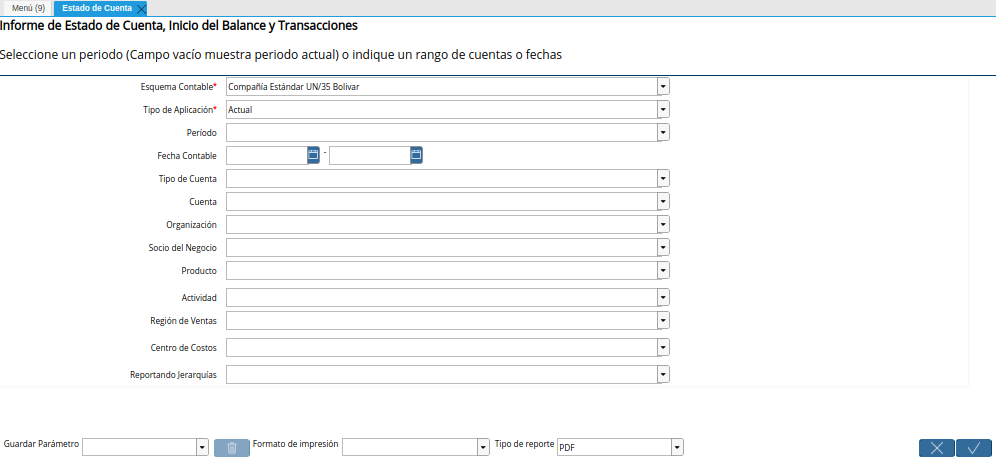 Menú (9) Estado de Cuenta
Informe de Estado de Cuenta, Inicio del Balance y Transacciones
Seleccione un periodo (Campo vacío muestra periodo actual) o indique un rango de cuentas o fechas
Esquema Contable* Compañía Estándar UN/35 Bolivar
Tipo de Aplicación* Actual
Período
Fecha Contable -
Tipo de Cuenta
Cuenta
Organización
Socio del Negocio
Producto
Actividad
Región de Ventas
Centro de Costos
Reportando Jerarquías
Guardar Parámetro Formato de impresión Tipo de reporte PDF